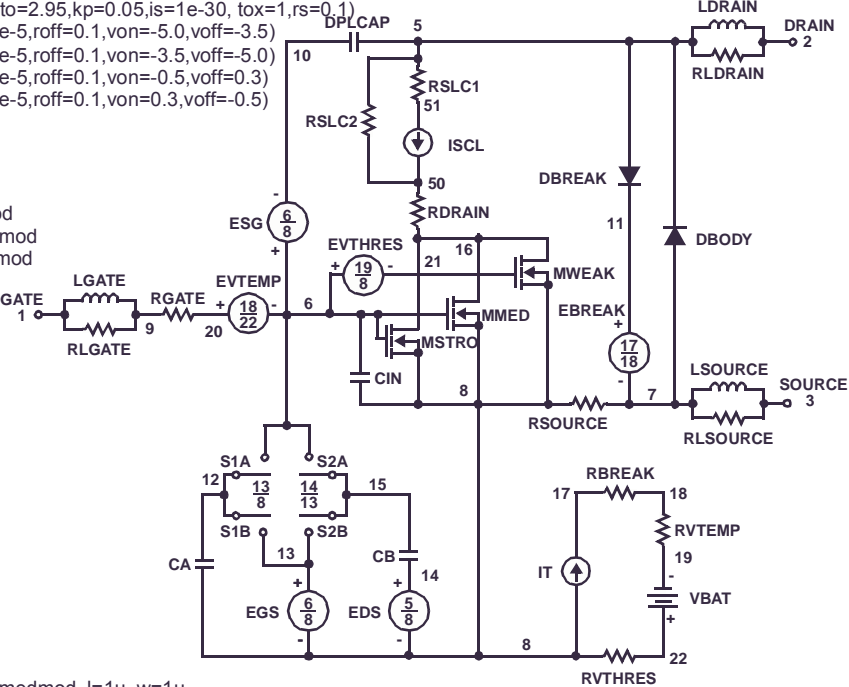 to=2.95,kp=0.05,is=1e-30, tox=1,rs=0.1)
e-5,roff=0.1,von=-5.0,voff=-3.5)
e-5,roff=0.1,von=-3.5,voff=-5.0)
e-5,roff=0.1,von=-0.5,voff=0.3)
e-5,roff=0.1,von=0.3,voff=-0.5)
LDRAIN
DPLCAP
5
DRAIN
2
10
RLDRAIN
RSLC1
51
RSLC2
ISCL
50
DBREAK
od
mod
mod
ESG
-
6
8
+
RDRAIN
11
DBODY
EVTHRES
+
19
8
-
21
16
MWEAK
LGATE
GATE
1
RLGATE
9
RGATE
20
EVTEMP
+
18
22
-
6
MMED
EBREAK
+
17
18
-
MSTRO
CIN
8
7
LSOURCE
SOURCE
3
RSOURCE
RLSOURCE
S1A
S2A
12
13
8
14
13
15
S1B
S2B
13
CA
CB
14
RBREAK
17
18
RVTEMP
19
IT
-
VBAT
+
EGS
+
6
8
-
EDS
+
5
8
-
8
22
RVTHRES